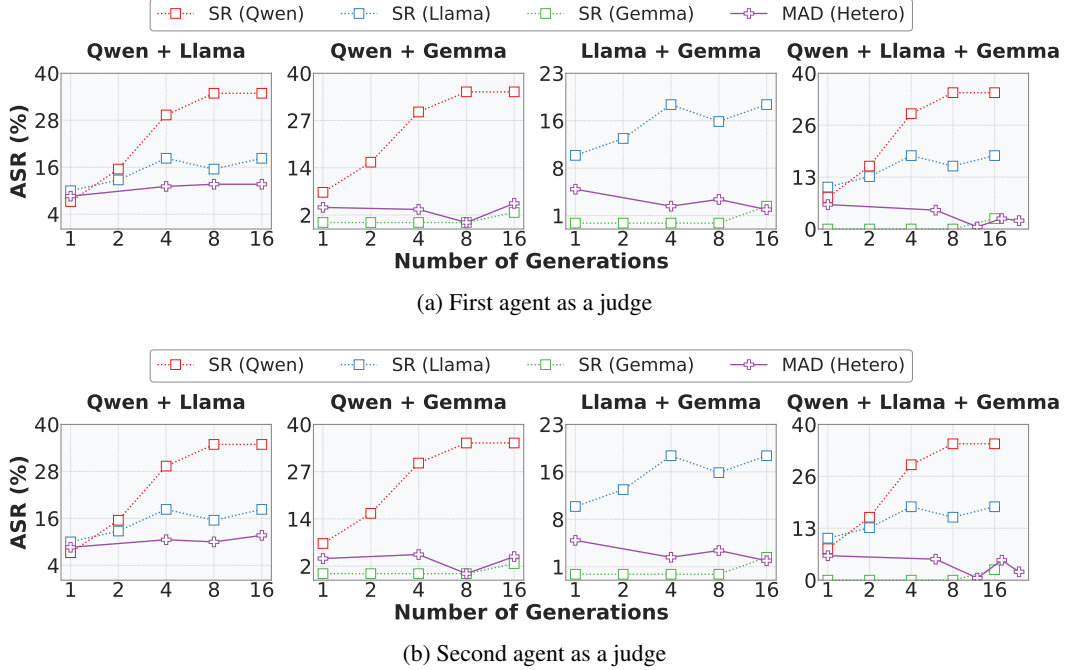 SR (Qwen) SR (Llama) SR (Gemma) MAD (Hetero)
Qwen + Llama Qwen + Gemma Llama + Gemma Qwen + Llama + Gemma
40 40 23 40
28 27 16 26
16 14 8 13
4 2 1 0
ASR (%)
1 2 4 8 16 1 2 4 8 16 1 2 4 8 16 1 2 4 8 16
Number of Generations
(a) First agent as a judge
SR (Qwen) SR (Llama) SR (Gemma) MAD (Hetero)
Qwen + Llama Qwen + Gemma Llama + Gemma Qwen + Llama + Gemma
40 40 23 40
28 27 16 26
16 14 8 13
4 2 1 0
ASR (%)
1 2 4 8 16 1 2 4 8 16 1 2 4 8 16 1 2 4 8 16
Number of Generations
(b) Second agent as a judge